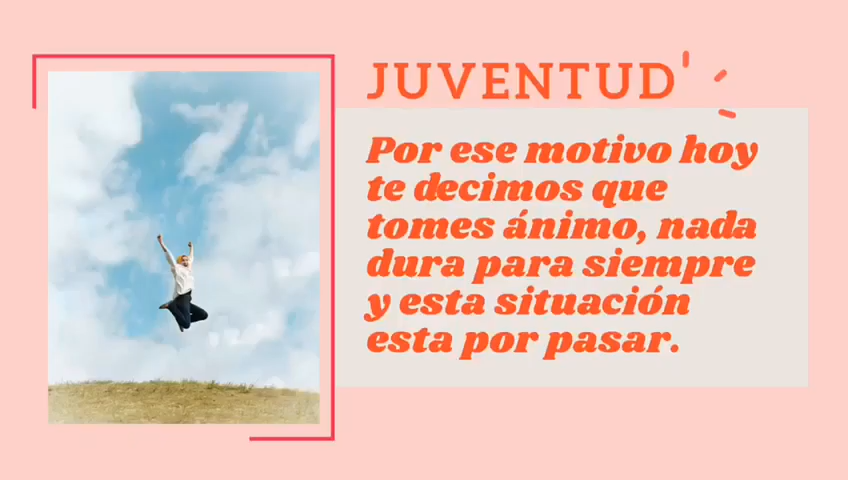 JUVENTUD
Por ese motivo hoy
te decimos que
tomes ánimo, nada
dura para siempre
y esta situación
esta por pasar.